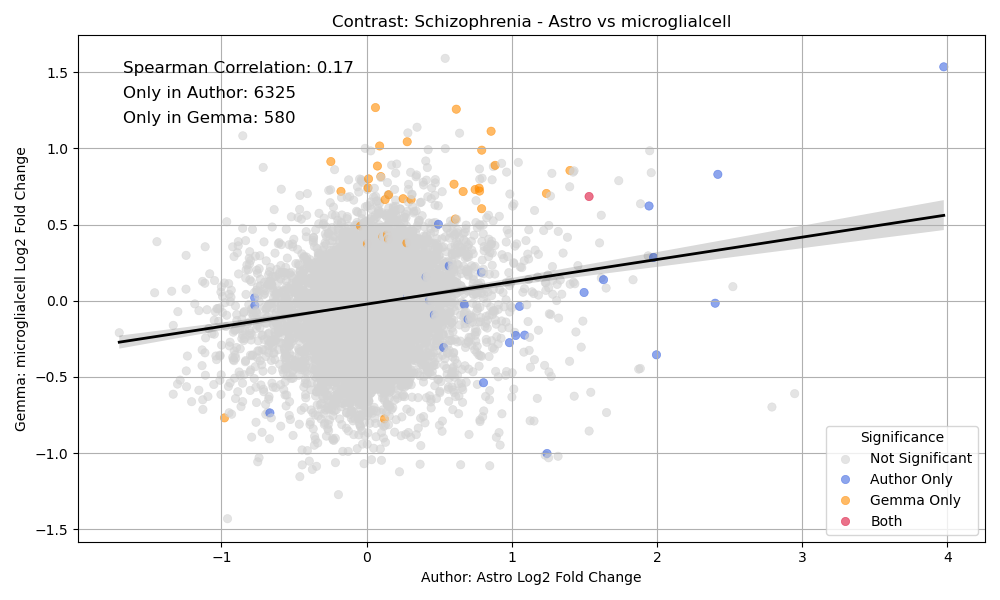 Contrast: Schizophrenia - Astro vs microglialcell
Spearman Correlation: 0.17
Only in Author: 6325
Only in Gemma: 580
Gemma: microglialcell Log2 Fold Change
1.5
1.0
0.5
0.0
−0.5
−1.0
−1.5
Significance
Not Significant
Author Only
Gemma Only
Both
−1
0
1
2
3
4
Author: Astro Log2 Fold Change